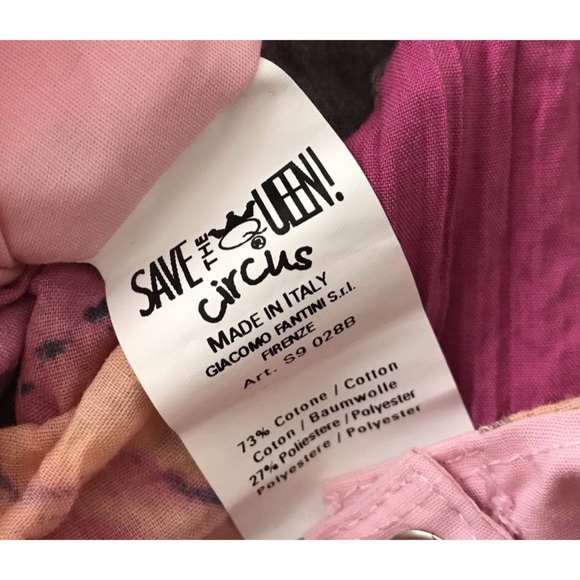 SAVE THE QUEEN!
®
circus
MADE IN ITALY
GIACOMO FANTINI S.r.l.
FIRENZE
Art. S9 028B
73% Cotone / Cotton
Coton / Baumwolle
27% Poliestere / Polyester
Polyestère / Polyester